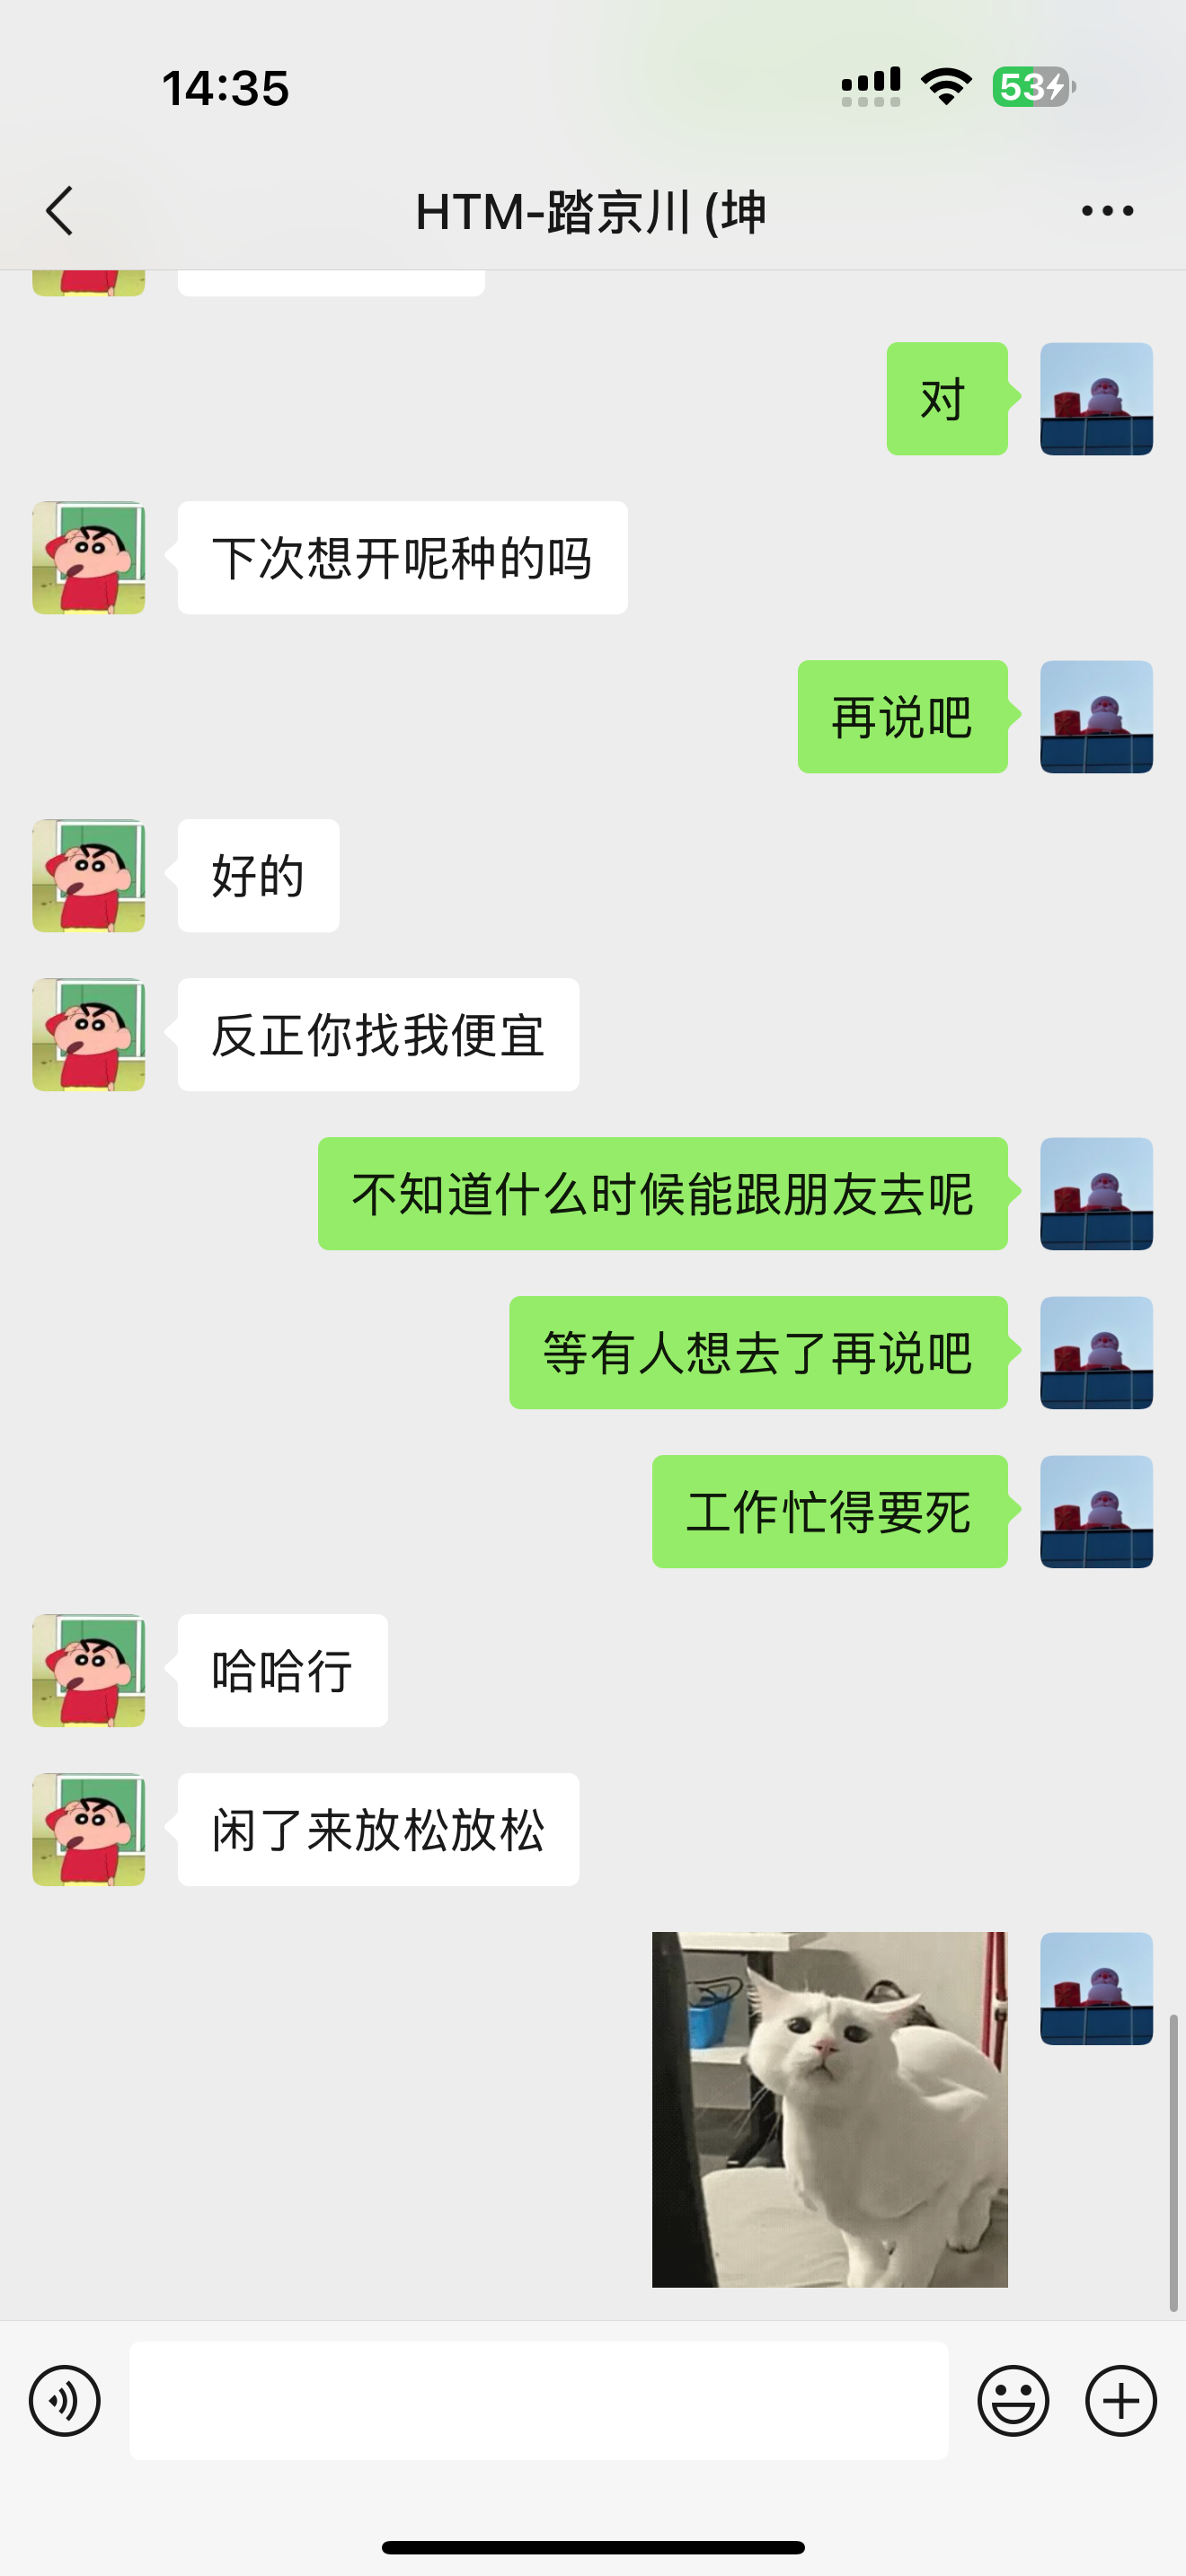 14:35
53
HTM-踏京川 (坤
对
下次想开呢种的吗
再说吧
好的
反正你找我便宜
不知道什么时候能跟朋友去呢
等有人想去了再说吧
工作忙得要死
哈哈行
闲了来放松放松